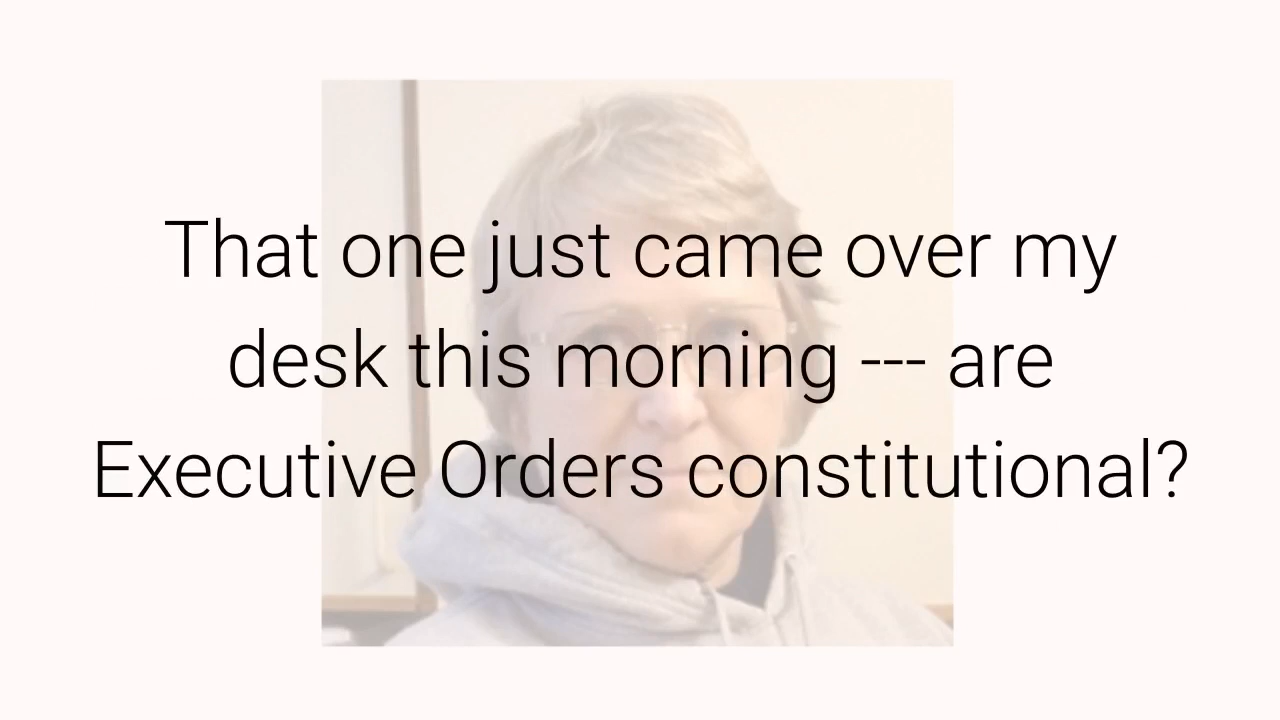 That one just came over my
desk this morning --- are
Executive Orders constitutional?